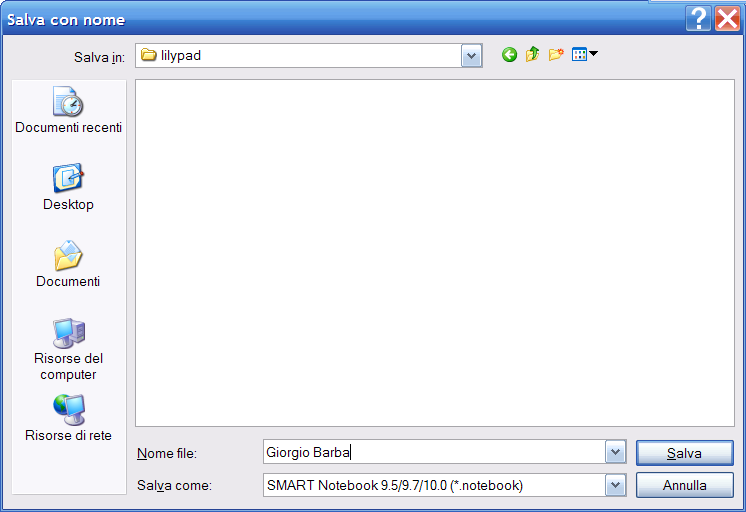 Salva con nome
Salva in:
lilypad
Documenti recenti
Desktop
Documenti
Risorse del
computer
Risorse di rete
Nome file:
Giorgio Barba
Salva
Salva come:
SMART Notebook 9.5/9.7/10.0 (*.notebook)
Annulla